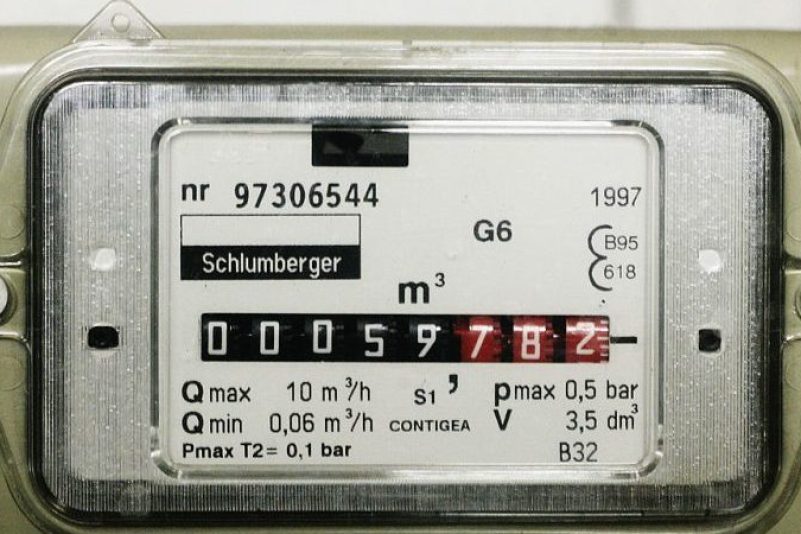 nr 97306544 1997
Schlumberger
G6
B95
618
m³
00059782
Qmax 10 m³/h S1 , pmax 0,5 bar
Qmin 0,06 m³/h CONTIGEA V 3,5 dm³
Pmax T2= 0,1 bar B32